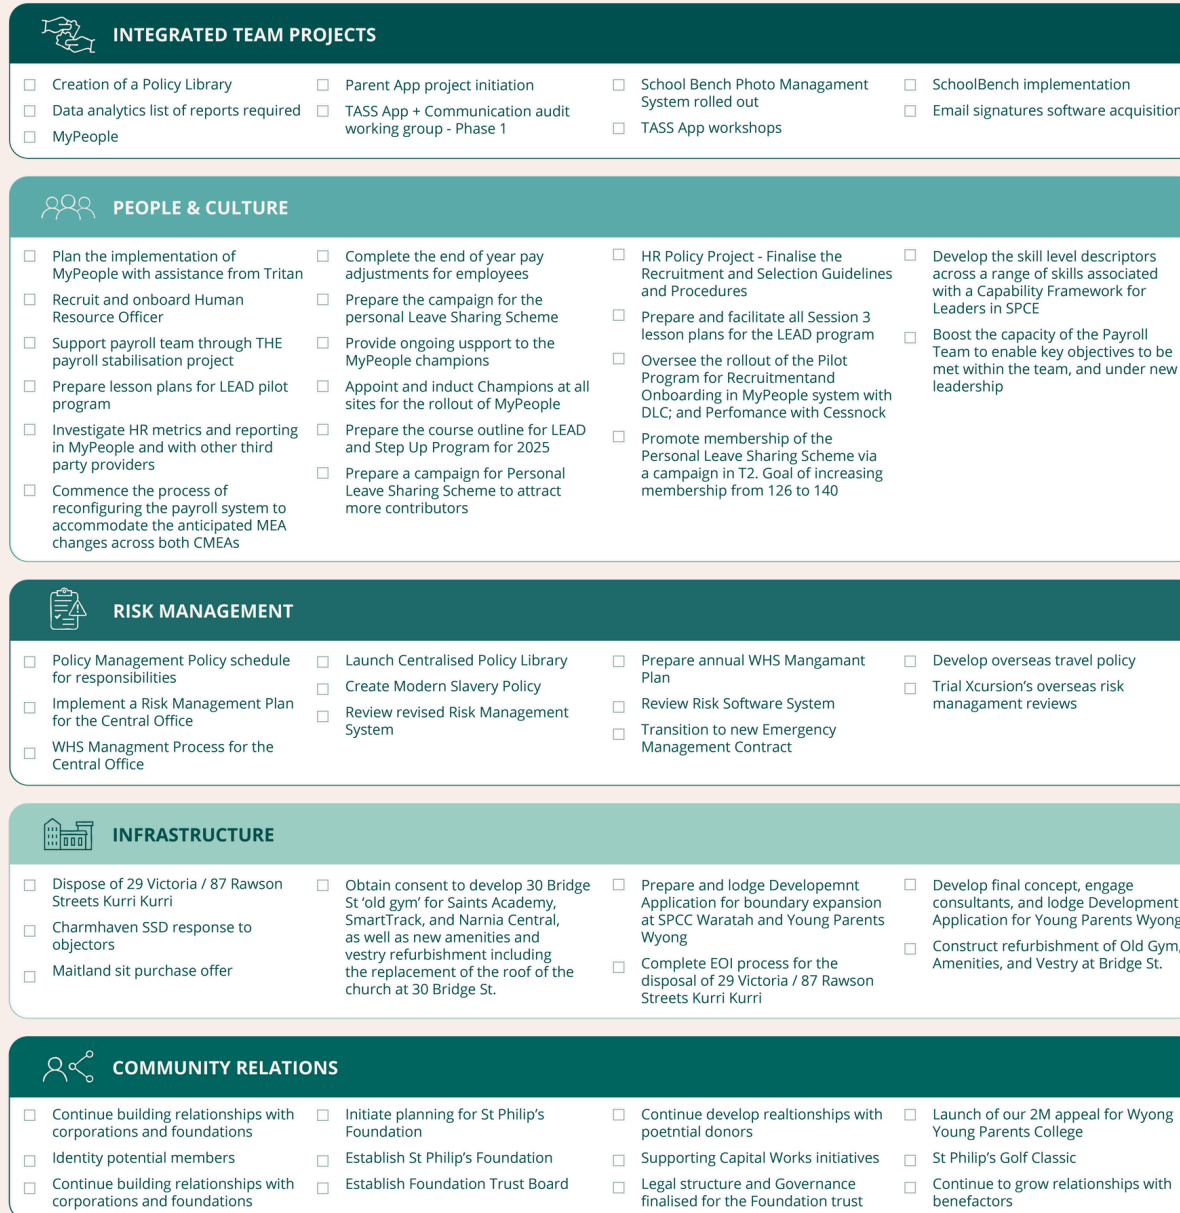 INTEGRATED TEAM PROJECTS
Creation of a Policy Library
Data analytics list of reports required
MyPeople
Parent App project initiation
TASS App + Communication audit
working group - Phase 1
School Bench Photo Managament
System rolled out
TASS App workshops
SchoolBench implementation
Email signatures software acquisition
PEOPLE & CULTURE
Plan the implementation of
MyPeople with assistance from Tritan
Recruit and onboard Human
Resource Officer
Support payroll team through THE
payroll stabilisation project
Prepare lesson plans for LEAD pilot
program
Investigate HR metrics and reporting
in MyPeople and with other third
party providers
Commence the process of
reconfiguring the payroll system to
accommodate the anticipated MEA
changes across both CMEAs
Complete the end of year pay
adjustments for employees
Prepare the campaign for the
personal Leave Sharing Scheme
Provide ongoing uspport to the
MyPeople champions
Appoint and induct Champions at all
sites for the rollout of MyPeople
Prepare the course outline for LEAD
and Step Up Program for 2025
Prepare a campaign for Personal
Leave Sharing Scheme to attract
more contributors
HR Policy Project - Finalise the
Recruitment and Selection Guidelines
and Procedures
Prepare and facilitate all Session 3
lesson plans for the LEAD program
Oversee the rollout of the Pilot
Program for Recruitmentand
Onboarding in MyPeople system with
DLC; and Perfomance with Cessnock
Promote membership of the
Personal Leave Sharing Scheme via
a campaign in T2. Goal of increasing
membership from 126 to 140
Develop the skill level descriptors
across a range of skills associated
with a Capability Framework for
Leaders in SPCE
Boost the capacity of the Payroll
Team to enable key objectives to be
met within the team, and under new
leadership
RISK MANAGEMENT
Policy Management Policy schedule
for responsibilities
Implement a Risk Management Plan
for the Central Office
WHS Managment Process for the
Central Office
Launch Centralised Policy Library
Create Modern Slavery Policy
Review revised Risk Management
System
Prepare annual WHS Mangamant
Plan
Review Risk Software System
Transition to new Emergency
Management Contract
Develop overseas travel policy
Trial Xcursion's overseas risk
managament reviews
INFRASTRUCTURE
Dispose of 29 Victoria / 87 Rawson
Streets Kurri Kurri
Charmhaven SSD response to
objectors
Maitland sit purchase offer
Obtain consent to develop 30 Bridge
St 'old gym' for Saints Academy,
SmartTrack, and Narnia Central,
as well as new amenities and
vestry refurbishment including
the replacement of the roof of the
church at 30 Bridge St.
Prepare and lodge Developemnt
Application for boundary expansion
at SPCC Waratah and Young Parents
Wyong
Complete EOI process for the
disposal of 29 Victoria / 87 Rawson
Streets Kurri Kurri
Develop final concept, engage
consultants, and lodge Development
Application for Young Parents Wyong
Construct refurbishment of Old Gym,
Amenities, and Vestry at Bridge St.
COMMUNITY RELATIONS
Continue building relationships with
corporations and foundations
Identity potential members
Continue building relationships with
corporations and foundations
Initiate planning for St Philip's
Foundation
Establish St Philip's Foundation
Establish Foundation Trust Board
Continue develop realtionships with
poetntial donors
Supporting Capital Works initiatives
Legal structure and Governance
finalised for the Foundation trust
Launch of our 2M appeal for Wyong
Young Parents College
St Philip's Golf Classic
Continue to grow relationships with
benefactors